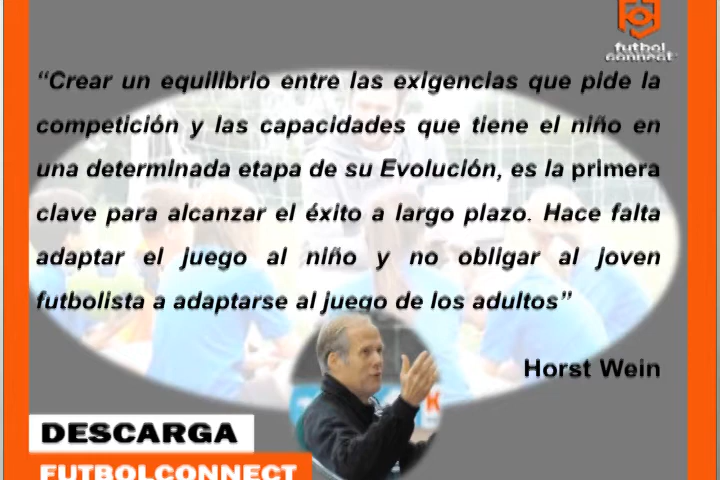 futbol
connect
“Crear un equilibrio entre las exigencias que pide la
competición y las capacidades que tiene el niño en
una determinada etapa de su Evolución, es la primera
clave para alcanzar el éxito a largo plazo. Hace falta
adaptar el juego al niño y no obligar al joven
futbolista a adaptarse al juego de los adultos”
Horst Wein
DESCARGA
FUTBOLCONNECT